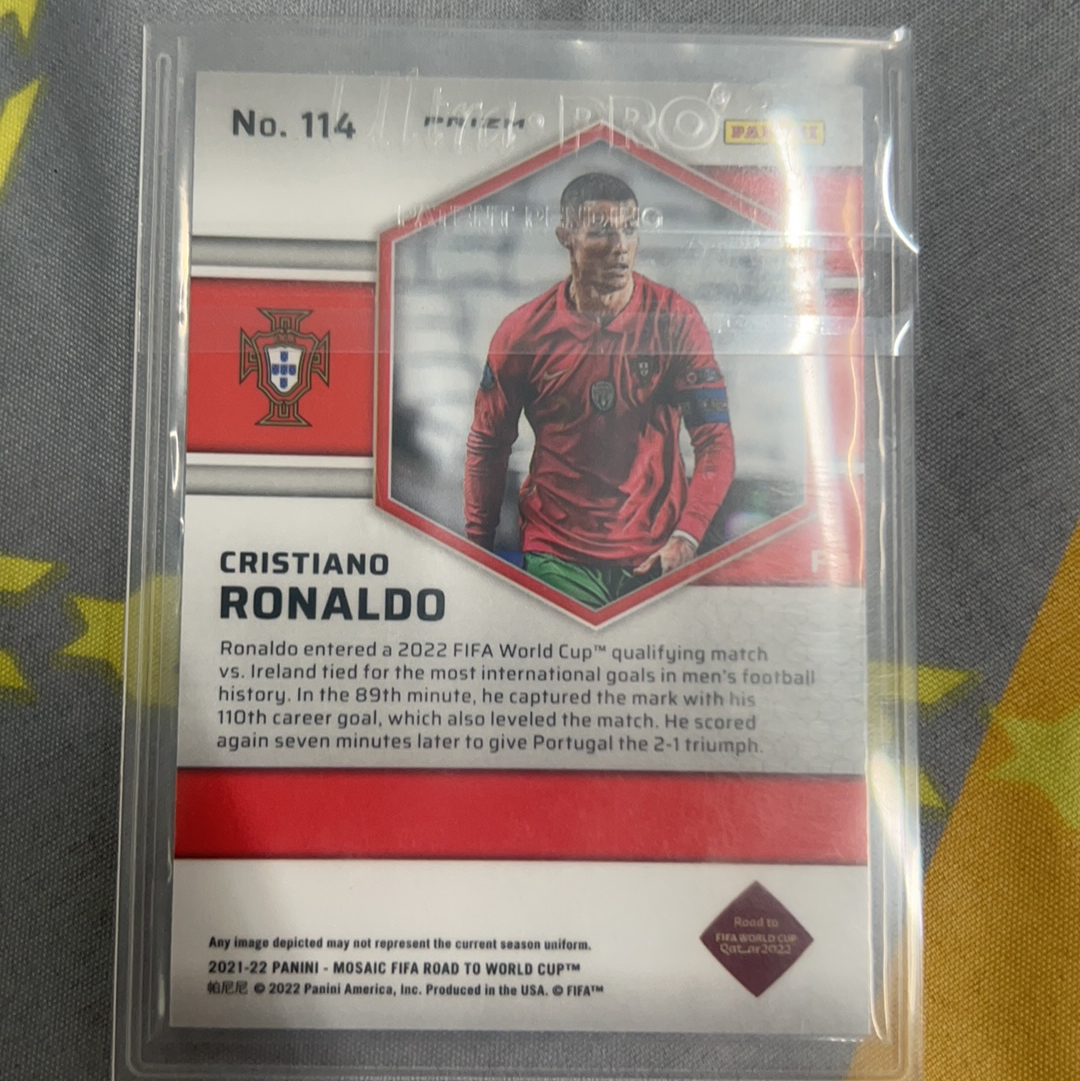 No. 114
PRIZM
Ultra PRO®
PANINI
PATENT PENDING
CRISTIANO
RONALDO
Ronaldo entered a 2022 FIFA World Cup™ qualifying match
vs. Ireland tied for the most international goals in men's football
history. In the 89th minute, he captured the mark with his
110th career goal, which also leveled the match. He scored
again seven minutes later to give Portugal the 2-1 triumph.
Road to
FIFA WORLD CUP
Qatar2022
Any image depicted may not represent the current season uniform.
2021-22 PANINI - MOSAIC FIFA ROAD TO WORLD CUP™
帕尼尼 © 2022 Panini America, Inc. Produced in the USA. © FIFA™